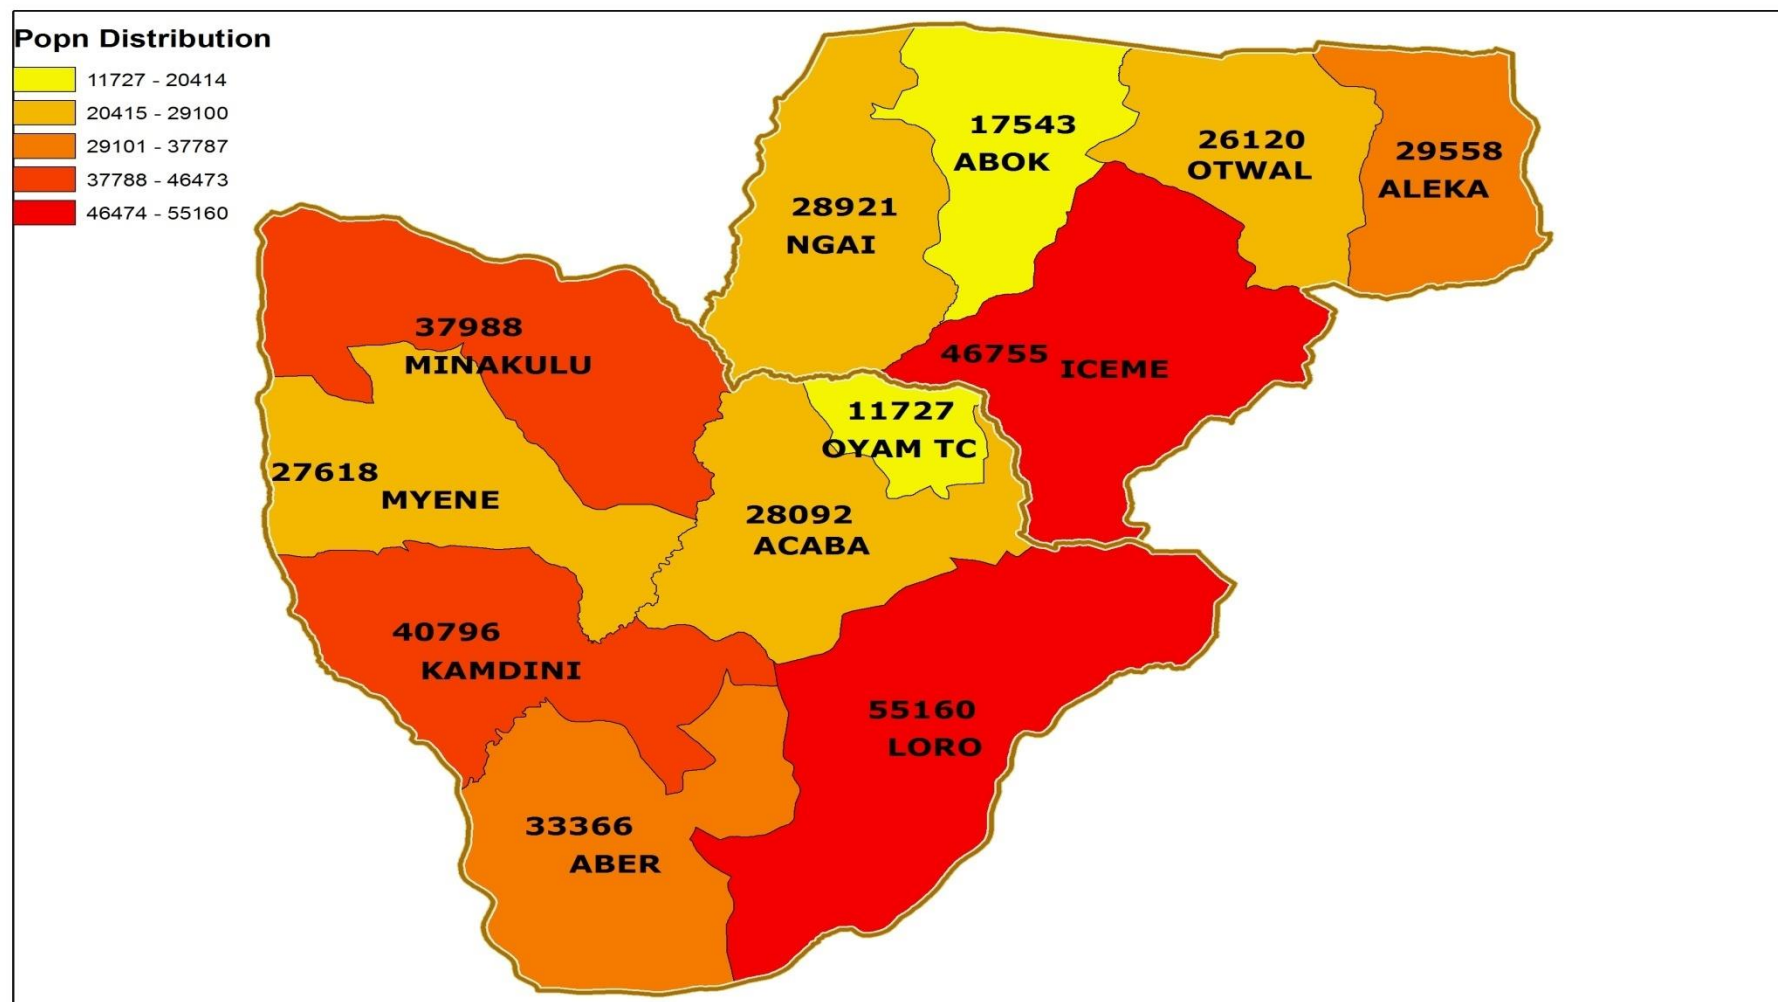 Popn Distribution
11727 - 20414
20415 - 29100
29101 - 37787
37788 - 46473
46474 - 55160
17543
ABOK
26120
OTWAL
29558
ALEKA
28921
NGAI
37988
MINAKULU
46755
ICEME
11727
OYAM TC
27618
MYENE
28092
ACABA
40796
KAMDINI
55160
LORO
33366
ABER